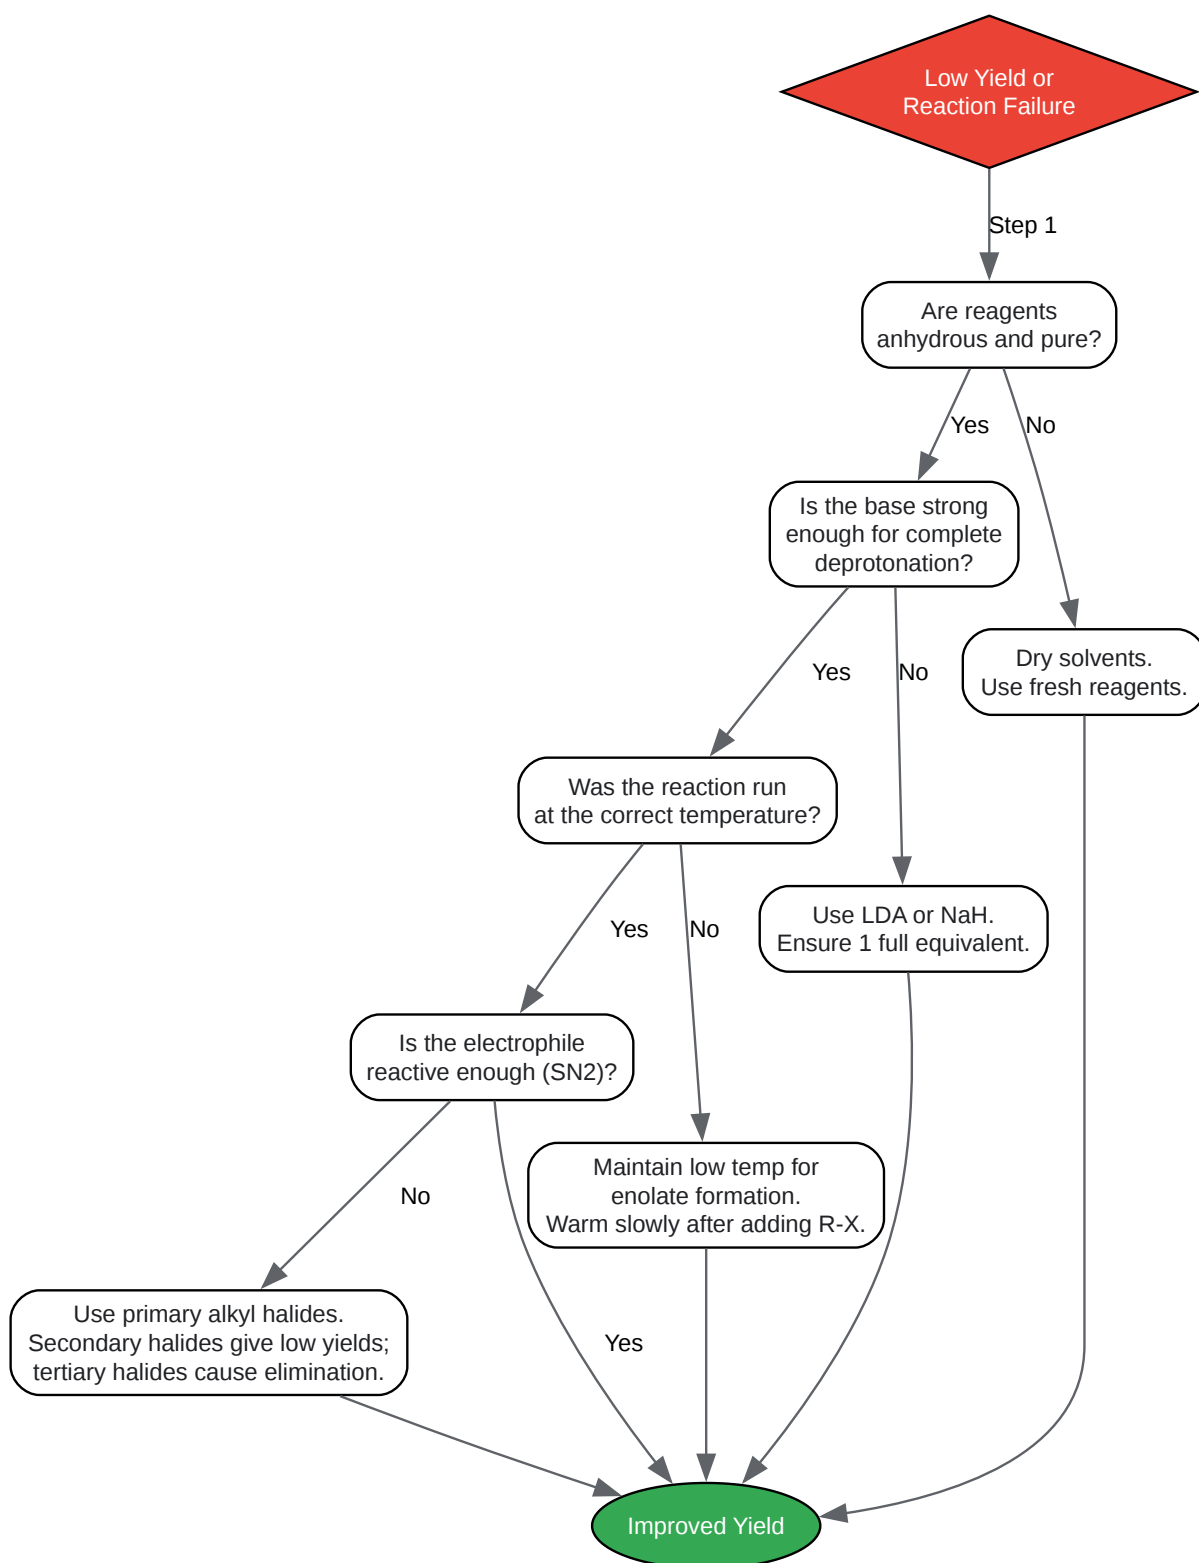 Low Yield or
Reaction Failure
Step 1
Are reagents
anhydrous and pure?
Yes
No
Is the base strong
enough for complete
deprotonation?
Dry solvents.
Use fresh reagents.
Yes
No
Was the reaction run
at the correct temperature?
Use LDA or NaH.
Ensure 1 full equivalent.
Yes
No
Is the electrophile
reactive enough (SN2)?
Maintain low temp for
enolate formation.
Warm slowly after adding R-X.
No
Use primary alkyl halides.
Secondary halides give low yields;
tertiary halides cause elimination.
Yes
Improved Yield